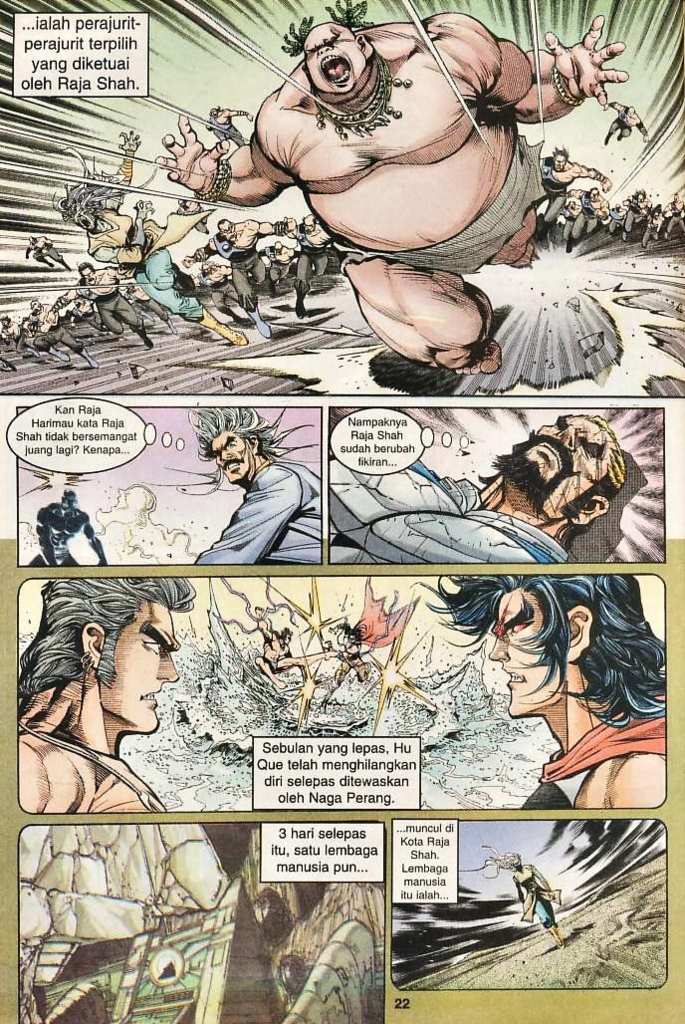 ...ialah perajurit-
perajurit terpilih
yang diketuai
oleh Raja Shah.
Kan Raja
Harimau kata Raja
Shah tidak bersemangat
juang lagi? Kenapa...
Nampaknya
Raja Shah
sudah berubah
fikiran...
Sebulan yang lepas, Hu
Que telah menghilangkan
diri selepas ditewaskan
oleh Naga Perang.
3 hari selepas
itu, satu lembaga
manusia pun...
...muncul di
Kota Raja
Shah.
Lembaga
manusia
itu ialah...
22